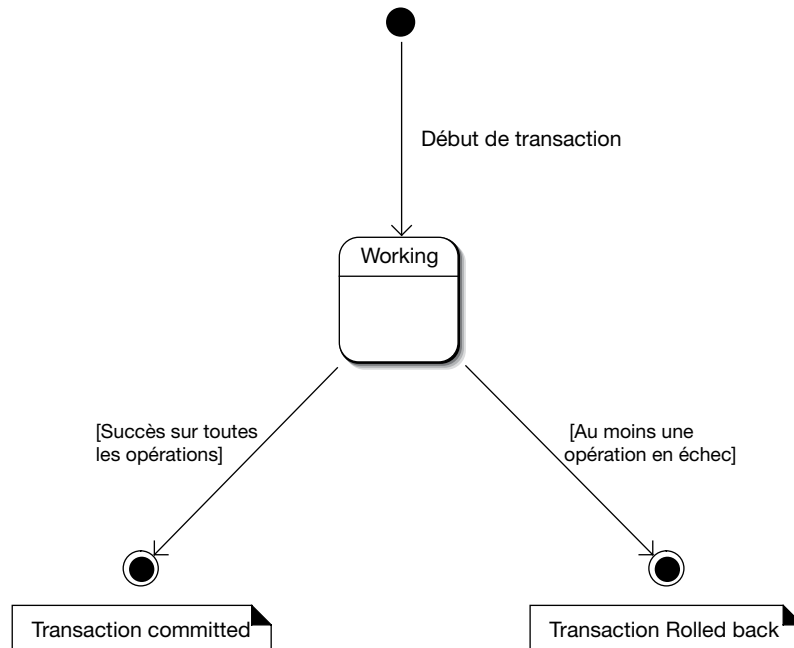 Début de transaction
Working
[Succès sur toutes
les opérations]
[Au moins une
opération en échec]
Transaction committed
Transaction Rolled back